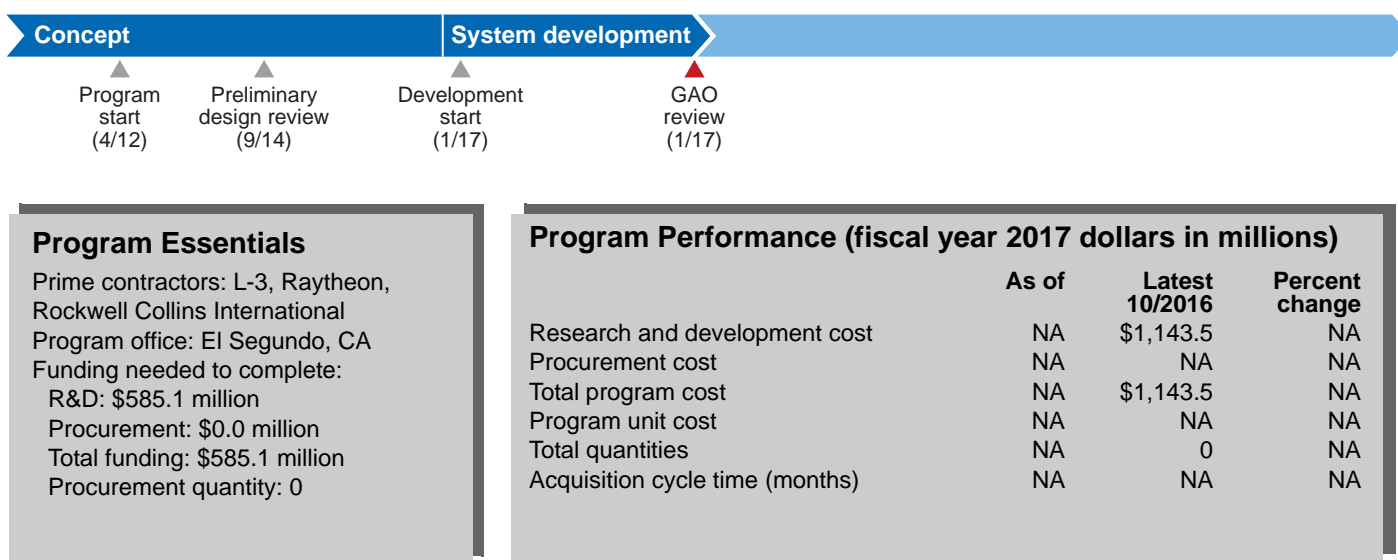 Concept
System development
Program
start
(4/12)
Preliminary
design review
(9/14)
Development
start
(1/17)
GAO
review
(1/17)
Program Essentials
Prime contractors: L-3, Raytheon,
Rockwell Collins International
Program office: El Segundo, CA
Funding needed to complete:
R&D: $585.1 million
Procurement: $0.0 million
Total funding: $585.1 million
Procurement quantity: 0
Program Performance (fiscal year 2017 dollars in millions)
As of Latest Percent
10/2016 change
Research and development cost NA $1,143.5 NA
Procurement cost NA NA NA
Total program cost NA $1,143.5 NA
Program unit cost NA NA NA
Total quantities NA 0 NA
Acquisition cycle time (months) NA NA NA